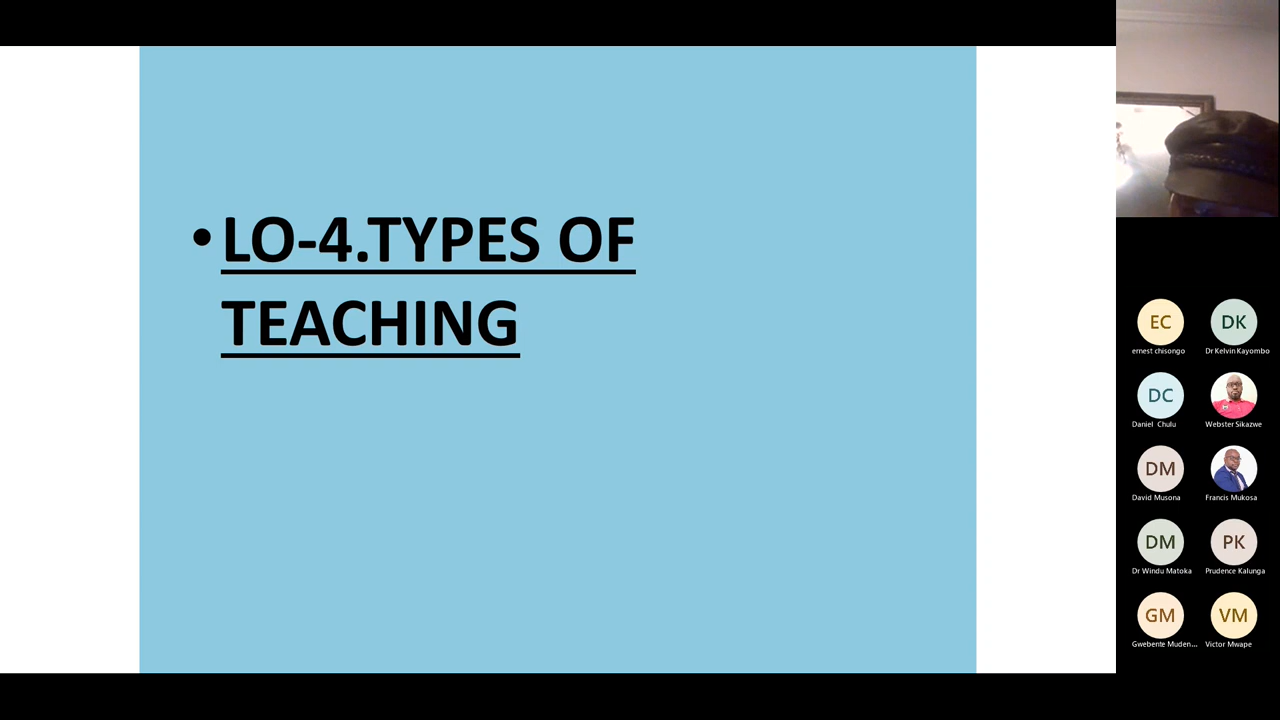 • LO-4.TYPES OF
TEACHING
EC
DK
ernest chisongo
Dr Kelvin Kayombo
DC
Daniel Chulu
Webster Sikazwe
DM
David Musona
Francis Mukosa
DM
PK
Dr Windu Matoka
Prudence Kalunga
GM
VM
Gwebente Muden...
Victor Mwape